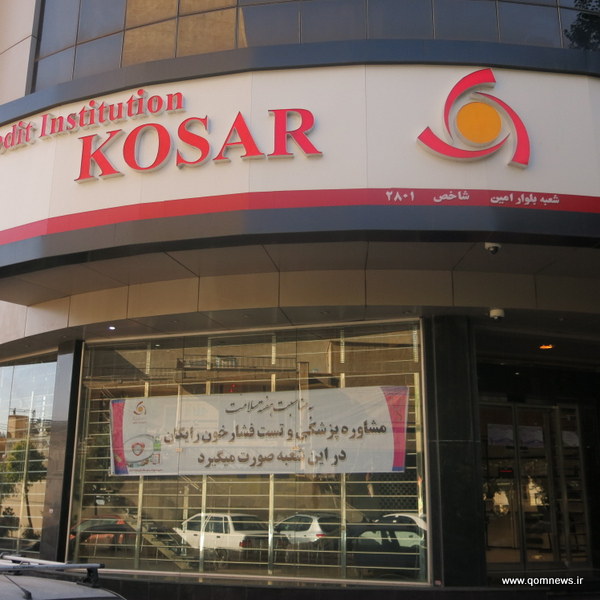 Credit Institution
KOSAR
شعبه بلوار امین شاخص ۲۸۰۱
به مناسبت هفته سلامت
مشاوره پزشکی و تست فشارخون رایگان
در این شعبه صورت میگیرد
www.qomnews.ir